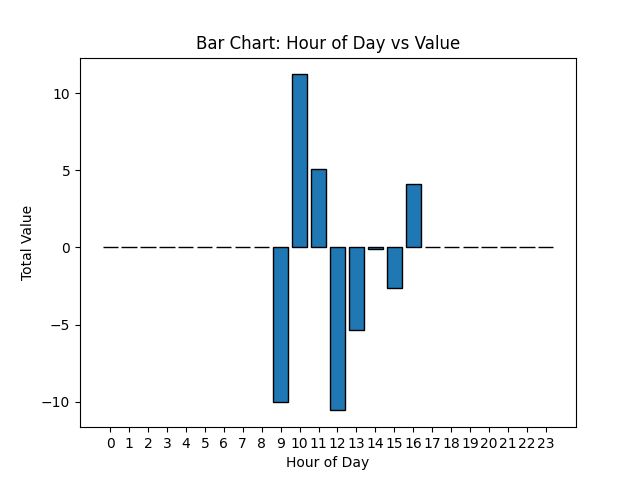 Bar Chart: Hour of Day vs Value
Total Value
10
5
0
−5
−10
0 1 2 3 4 5 6 7 8 9 10 11 12 13 14 15 16 17 18 19 20 21 22 23
Hour of Day